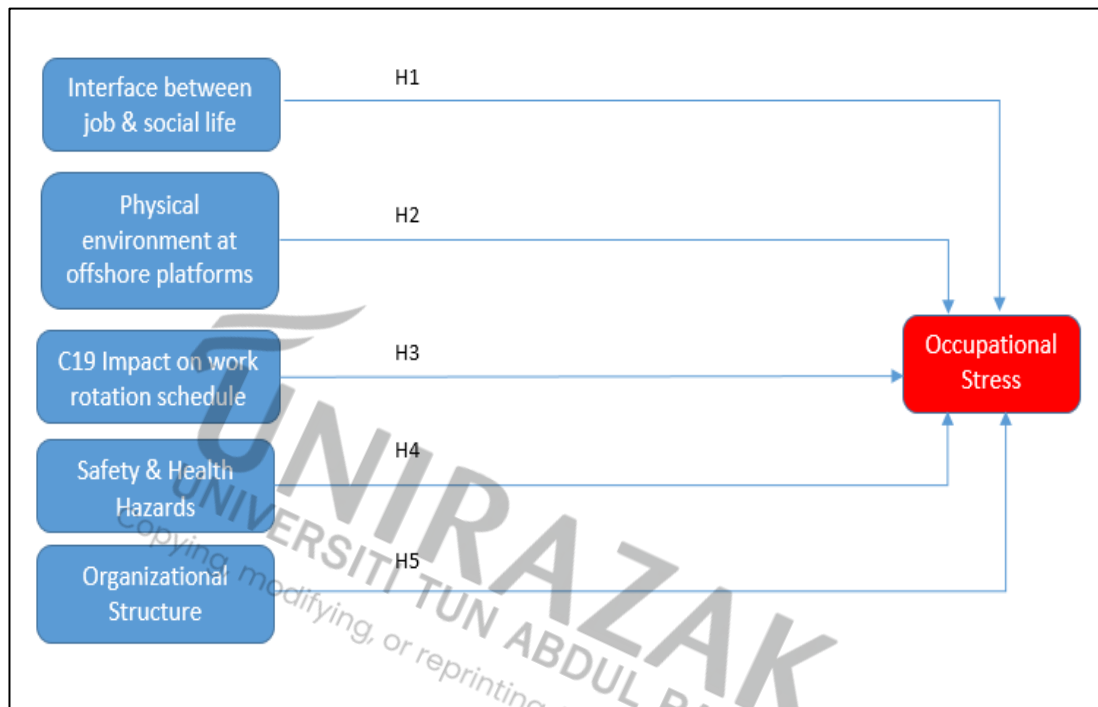 Interface between
job & social life
H1
Physical
environment at
offshore platforms
H2
C19 Impact on work
rotation schedule
H3
Occupational
Stress
Safety & Health
Hazards
H4
Organizational
Structure
H5
UNIRAZAK
UNIVERSITI TUN ABDUL
Copying, modifying, or reprinting,